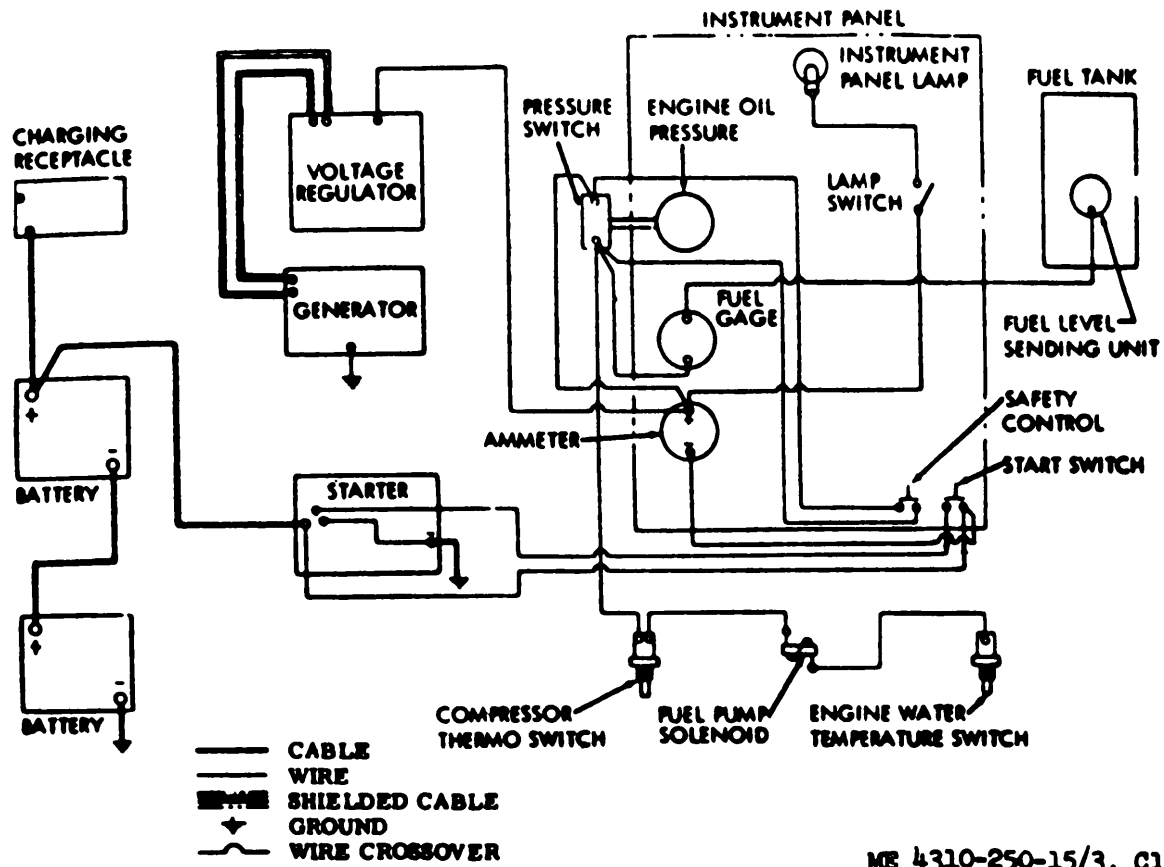 INSTRUMENT PANEL
INSTRUMENT
PANEL LAMP
FUEL TANK
PRESSURE
SWITCH
ENGINE OIL
PRESSURE
CHARGING
RECEPTACLE
VOLTAGE
REGULATOR
LAMP
SWITCH
GENERATOR
FUEL
GAGE
FUEL LEVEL
SENDING UNIT
+
-
BATTERY
AMMETER
+
-
SAFETY
CONTROL
START SWITCH
STARTER
+
-
BATTERY
COMPRESSOR
THERMO SWITCH
FUEL PUMP
SOLENOID
ENGINE WATER
TEMPERATURE SWITCH
CABLE
WIRE
SHIELDED CABLE
GROUND
WIRE CROSSOVER
ME 4310-250-15/3, C1